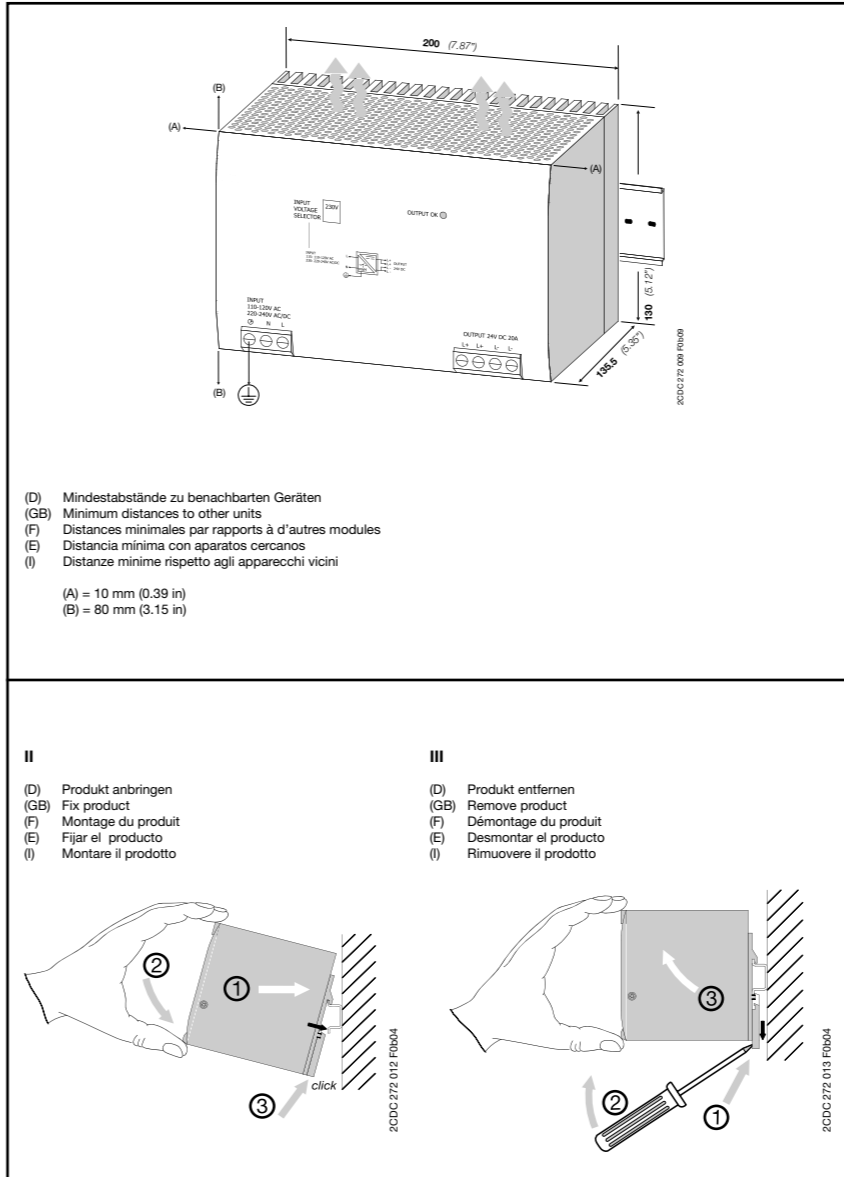 200 (7.87")
(B)
(A)
(A)
INPUT
VOLTAGE
SELECTOR
230V
OUTPUT OK
INPUT
OUTPUT
24V DC
INPUT
110-120V AC
220-240V AC/DC
N L
OUTPUT 24V DC 20A
L+ L+ L- L-
(B)
130 (5.12")
135.5 (5.35")
2CDC 272 009 F0b09
(D) Mindestabstände zu benachbarten Geräten
(GB) Minimum distances to other units
(F) Distances minimales par rapports à d'autres modules
(E) Distancia mínima con aparatos cercanos
(I) Distanze minime rispetto agli apparecchi vicini
(A) = 10 mm (0.39 in)
(B) = 80 mm (3.15 in)
II
(D) Produkt anbringen
(GB) Fix product
(F) Montage du produit
(E) Fijar el producto
(I) Montare il prodotto
2
1
3
click
2CDC 272 012 F0b04
III
(D) Produkt entfernen
(GB) Remove product
(F) Démontage du produit
(E) Desmontar el producto
(I) Rimuovere il prodotto
3
2
1
2CDC 272 013 F0b04